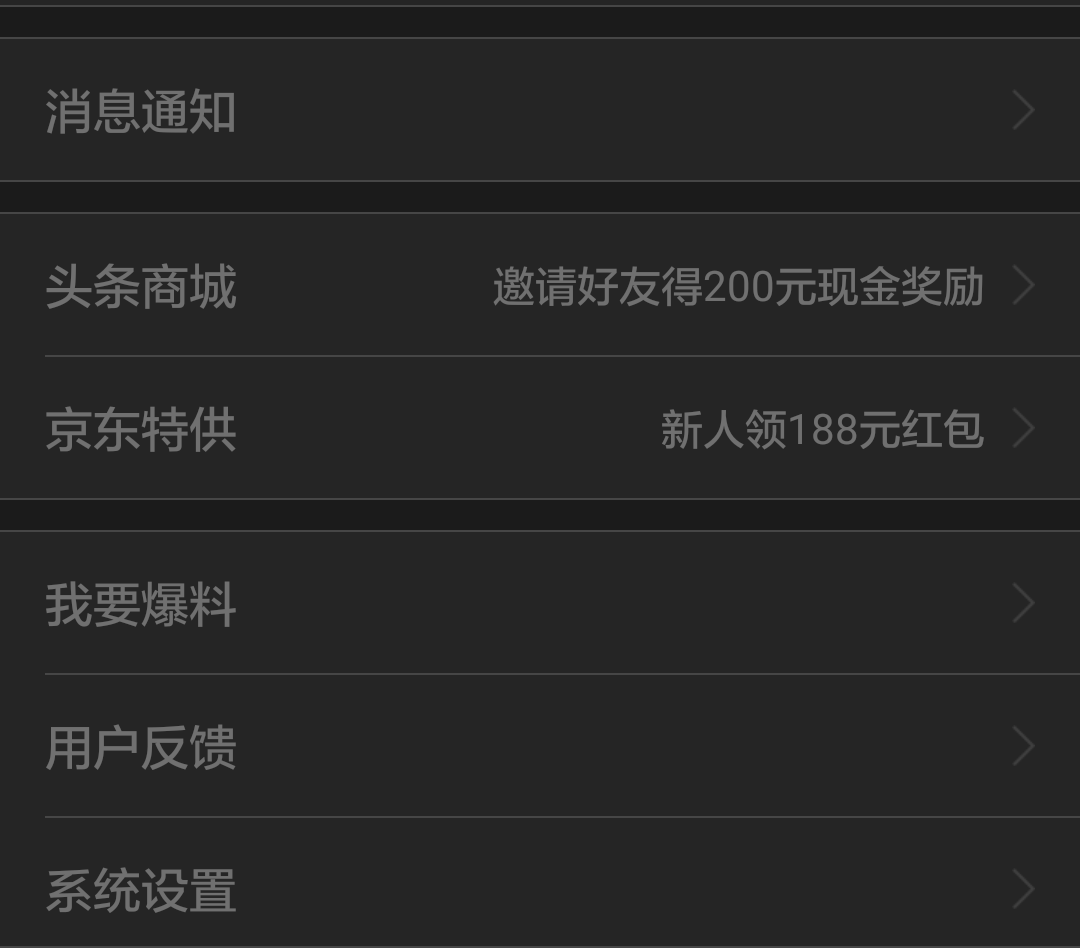 消息通知
头条商城 邀请好友得200元现金奖励
京东特供 新人领188元红包
我要爆料
用户反馈
系统设置